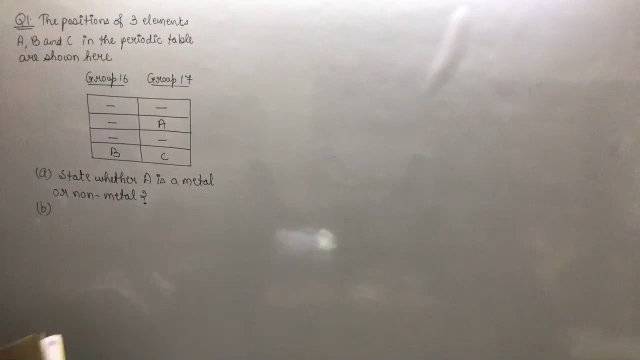 Q1. The positions of 3 elements
A, B and C in the periodic table
are shown here
Group 16 Group 17
— —
— A
— —
B C
(a) State whether A is a metal
or non-metal?
(b)